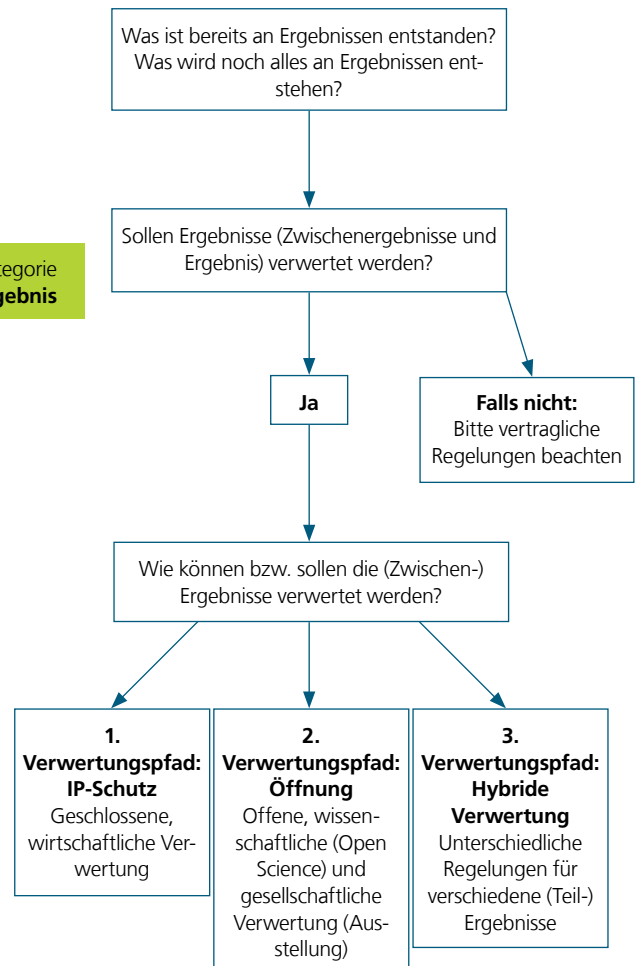 Was ist bereits an Ergebnissen entstanden?
Was wird noch alles an Ergebnissen ent-
stehen?
Sollen Ergebnisse (Zwischenergebnisse und
Ergebnis) verwertet werden?
tegorie
gebnis
Ja
Falls nicht:
Bitte vertragliche
Regelungen beachten
Wie können bzw. sollen die (Zwischen-)
Ergebnisse verwertet werden?
1.
Verwertungspfad:
IP-Schutz
Geschlossene,
wirtschaftliche Ver-
wertung
2.
Verwertungspfad:
Öffnung
Offene, wissen-
schaftliche (Open
Science) und
gesellschaftliche
Verwertung (Aus-
stellung)
3.
Verwertungspfad:
Hybride
Verwertung
Unterschiedliche
Regelungen für
verschiedene (Teil-)
Ergebnisse